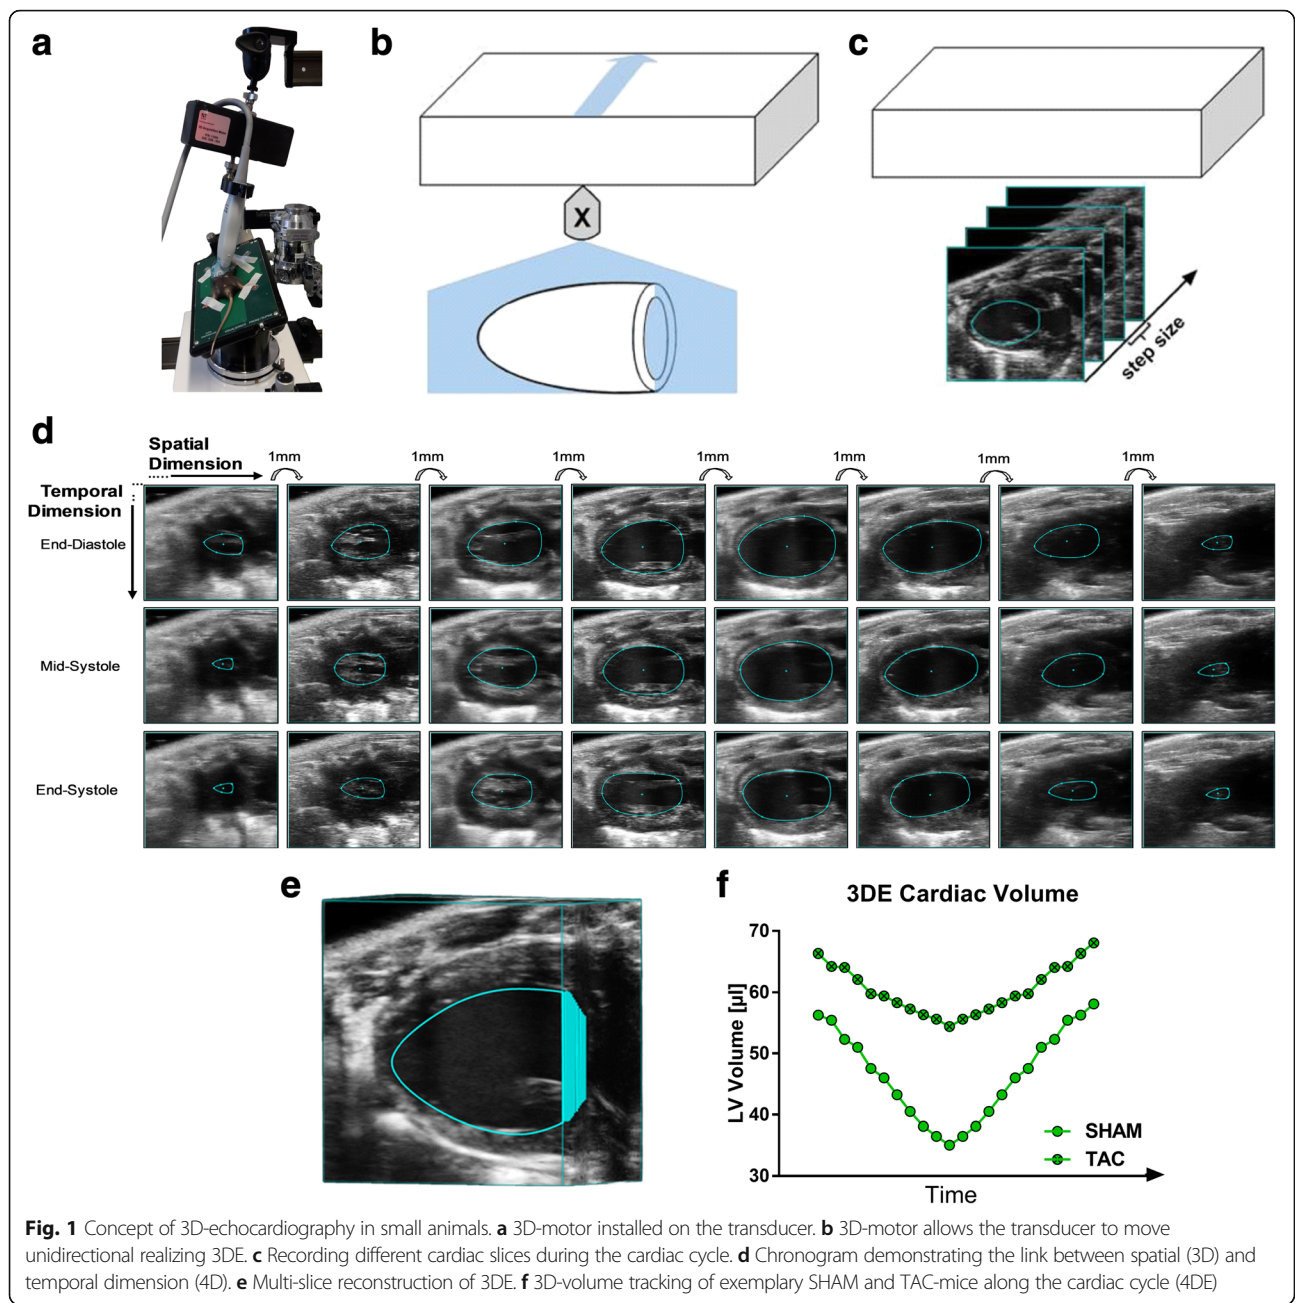 a
b
c
X
step size
d
Spatial
Dimension
1mm
1mm
1mm
1mm
1mm
1mm
1mm
Temporal
Dimension
End-Diastole
Mid-Systole
End-Systole
e
f
3DE Cardiac Volume
70
60
50
40
30
LV Volume [µl]
SHAM
TAC
Time
Fig. 1 Concept of 3D-echocardiography in small animals. a 3D-motor installed on the transducer. b 3D-motor allows the transducer to move
unidirectional realizing 3DE. c Recording different cardiac slices during the cardiac cycle. d Chronogram demonstrating the link between spatial (3D) and
temporal dimension (4D). e Multi-slice reconstruction of 3DE. f 3D-volume tracking of exemplary SHAM and TAC-mice along the cardiac cycle (4DE)